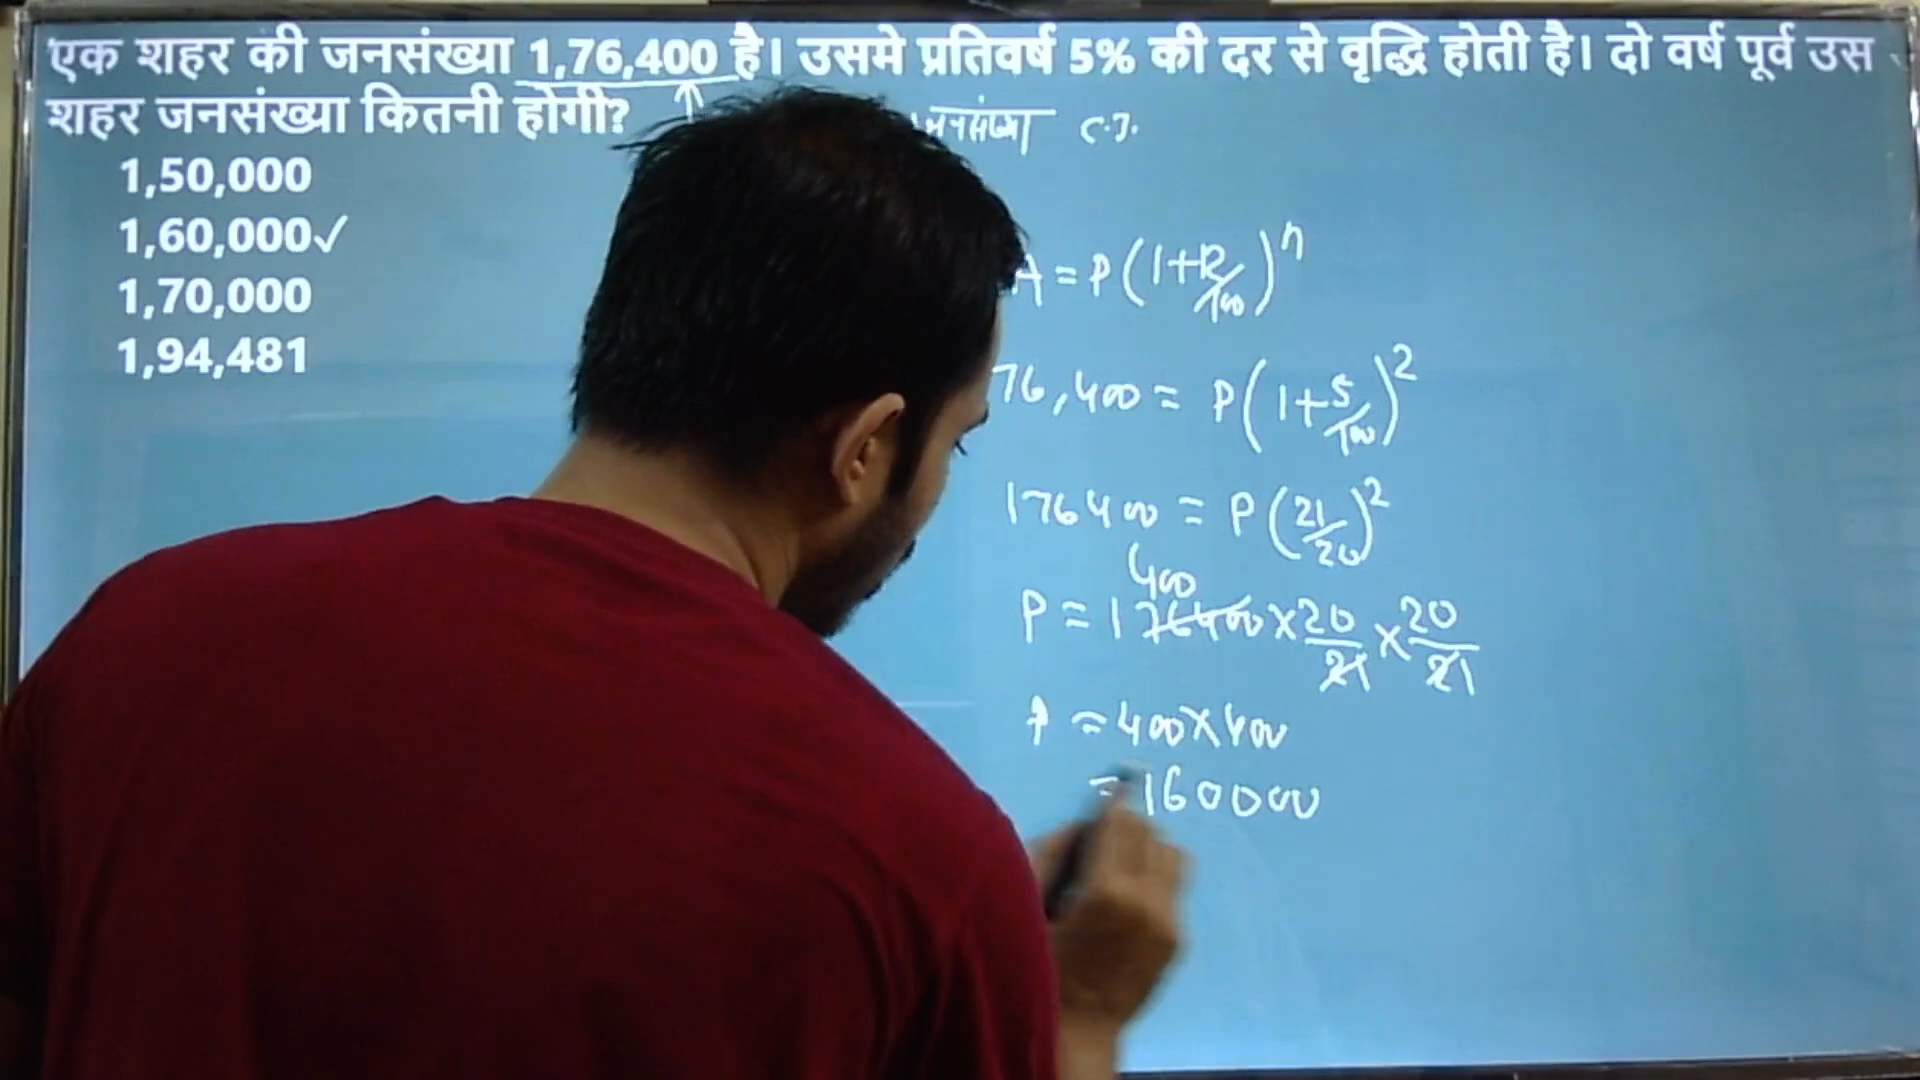 एक शहर की जनसंख्या 1,76,400 है। उसमे प्रतिवर्ष 5% की दर से वृद्धि होती है। दो वर्ष पूर्व उस
शहर जनसंख्या कितनी होगी?
जनसंख्या C.I.
1,50,000
1,60,000✓
1,70,000
1,94,481
A = P(1+R/100)^n
76,400 = P(1+5/100)^2
176400 = P(21/20)^2
400
P = 176400 × 20/21 × 20/21
= 400×400
= 160000